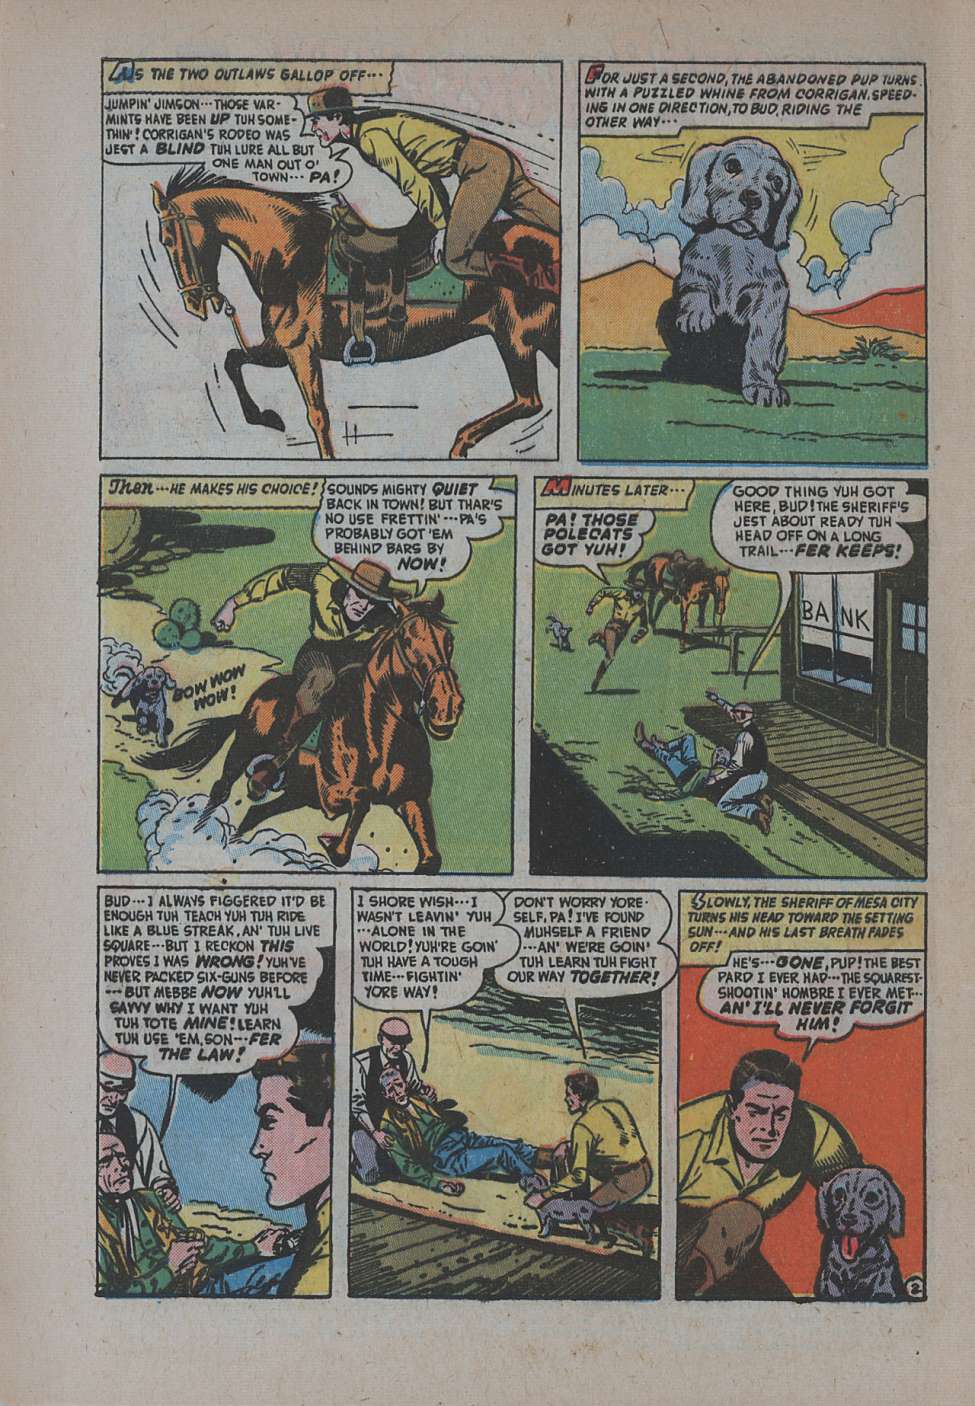 AS THE TWO OUTLAWS GALLOP OFF---
JUMPIN' JIMSON---THOSE VAR-
MINTS HAVE BEEN UP TUH SOME-
THIN'! CORRIGAN'S RODEO WAS
JEST A BLIND TUH LURE ALL BUT
ONE MAN OUT O'
TOWN--- PA!
FOR JUST A SECOND, THE ABANDONED PUP TURNS
WITH A PUZZLED WHINE FROM CORRIGAN, SPEED-
ING IN ONE DIRECTION, TO BUD, RIDING THE
OTHER WAY---
Then---HE MAKES HIS CHOICE!
SOUNDS MIGHTY QUIET
BACK IN TOWN! BUT THAR'S
NO USE FRETTIN'---PA'S
PROBABLY GOT 'EM
BEHIND BARS BY
NOW!
BOW WOW
WOW!
MINUTES LATER---
PA! THOSE
POLECATS
GOT YUH!
GOOD THING YUH GOT
HERE, BUD! THE SHERIFF'S
JEST ABOUT READY TUH
HEAD OFF ON A LONG
TRAIL---FER KEEPS!
BANK
BUD---I ALWAYS FIGGERED IT'D BE
ENOUGH TUH TEACH YUH TUH RIDE
LIKE A BLUE STREAK, AN' TUH LIVE
SQUARE---BUT I RECKON THIS
PROVES I WAS WRONG! YUH'VE
NEVER PACKED SIX-GUNS BEFORE
---BUT MEBBE NOW YUH'LL
SAVVY WHY I WANT YUH
TUH TOTE MINE! LEARN
TUH USE 'EM, SON---FER
THE LAW!
I SHORE WISH---I
WASN'T LEAVIN' YUH
---ALONE IN THE
WORLD! YUH'RE GOIN'
TUH HAVE A TOUGH
TIME---FIGHTIN'
YORE WAY!
DON'T WORRY YORE-
SELF, PA! I'VE FOUND
MUHSELF A FRIEND
---AN' WE'RE GOIN'
TUH LEARN TUH FIGHT
OUR WAY TOGETHER!
SLOWLY, THE SHERIFF OF MESA CITY
TURNS HIS HEAD TOWARD THE SETTING
SUN---AND HIS LAST BREATH FADES
OFF!
HE'S---GONE, PUP! THE BEST
PARD I EVER HAD---THE SQUAREST-
SHOOTIN' HOMBRE I EVER MET---
AN' I'LL NEVER FORGIT
HIM!
2